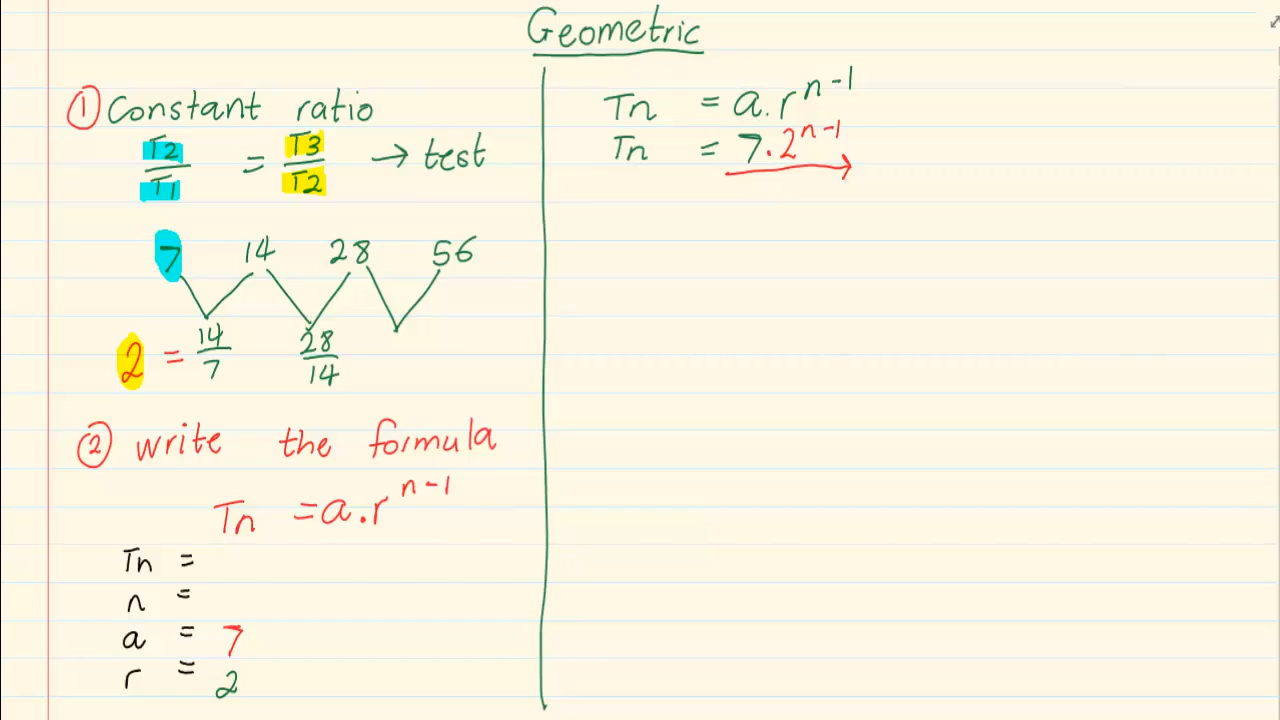 Geometric
① Constant ratio
T2/T1 = T3/T2 → test
7 14 28 56
2 = 14/7 28/14
② write the formula
Tn = a.r^(n-1)
Tn =
n =
a = 7
r = 2
Tn = a.r^(n-1)
Tn = 7.2^(n-1)